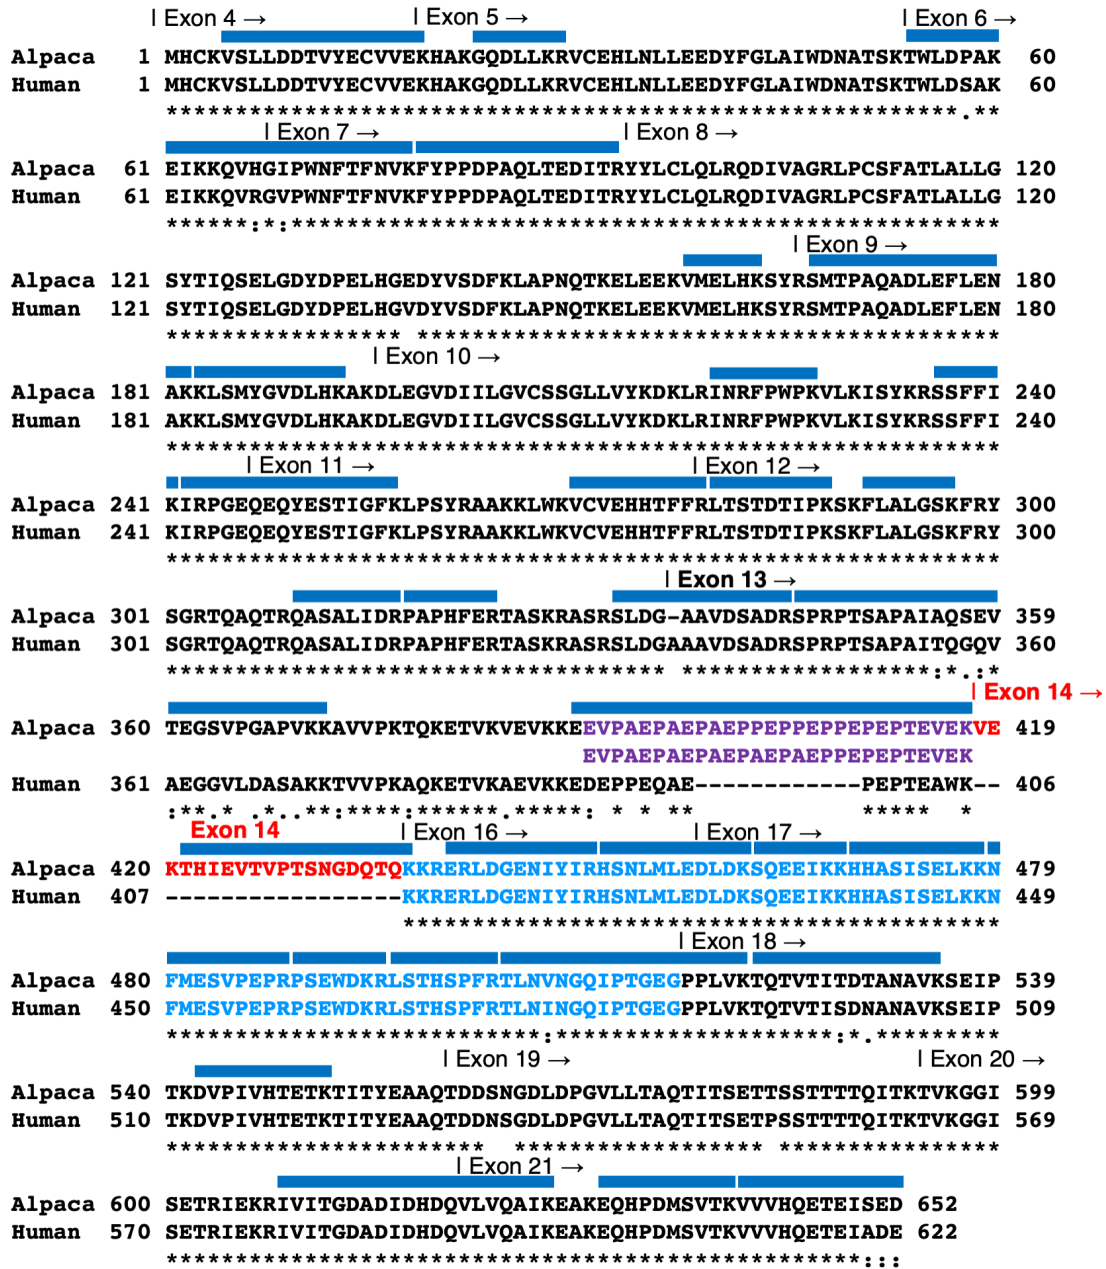 | Exon 4 → | Exon 5 → | Exon 6 →
Alpaca 1 MHCKVSLLDDTVYECVVEKHAKGQDLLKRVCEHLNLLEEDYFGLAIWDNATSKTWLDPAK 60
Human 1 MHCKVSLLDDTVYECVVEKHAKGQDLLKRVCEHLNLLEEDYFGLAIWDNATSKTWLDSAK 60
*********************************************************.**
| Exon 7 → | Exon 8 →
Alpaca 61 EIKKQVHGIPWNFTFNVKFYPPDPAQLTEDITRYYLCLQLRQDIVAGRLPCSFATLALLG 120
Human 61 EIKKQVRGVPWNFTFNVKFYPPDPAQLTEDITRYYLCLQLRQDIVAGRLPCSFATLALLG 120
******:*:***************************************************
| Exon 9 →
Alpaca 121 SYTIQSELGDYDPELHGEDYVSDFKLAPNQTKELEEKVMELHKSYRSMTPAQADLEFLEN 180
Human 121 SYTIQSELGDYDPELHGVDYVSDFKLAPNQTKELEEKVMELHKSYRSMTPAQADLEFLEN 180
***************** ******************************************
| Exon 10 →
Alpaca 181 AKKLSMYGVDLHKAKDLEGVDIILGVCSSGLLVYKDKLRINRFPWPKVLKISYKRSSFFI 240
Human 181 AKKLSMYGVDLHKAKDLEGVDIILGVCSSGLLVYKDKLRINRFPWPKVLKISYKRSSFFI 240
************************************************************
| Exon 11 → | Exon 12 →
Alpaca 241 KIRPGEQEQYESTIGFKLPSYRAAKKLWKVCVEHHTFFRLTSTDTIPKSKFLALGSKFRY 300
Human 241 KIRPGEQEQYESTIGFKLPSYRAAKKLWKVCVEHHTFFRLTSTDTIPKSKFLALGSKFRY 300
************************************************************
| Exon 13 →
Alpaca 301 SGRTQAQTRQASALIDRPAPHFERTASKRASRSLDG-AAVDSADRSPRPTSAPAIAQSEV 359
Human 301 SGRTQAQTRQASALIDRPAPHFERTASKRASRSLDGAAAVDSADRSPRPTSAPAITQGQV 360
************************************ ******************:*.:*
| Exon 14 →
Alpaca 360 TEGSVPGAPVKKAVVPKTQKETVKVEVKKEEVPAEPAEPAEPPEPPEPPEPEPTEVEKVE 419
EVPAEPAEPAEPAEPAEPPEPEPTEVEK
Human 361 AEGGVLDASAKKTVVPKAQKETVKAEVKKEDEPPEQAE------------PEPTEAWK-- 406
:**.* .*..**:****:******.*****: * * ** ***** *
Exon 14 | Exon 16 → | Exon 17 →
Alpaca 420 KTHIEVTVPTSNGDQTQKKRERLDGENIYIRHSNLMLEDLDKSQEEIKKHHASISELKKN 479
Human 407 -----------------KKRERLDGENIYIRHSNLMLEDLDKSQEEIKKHHASISELKKN 449
*******************************************
| Exon 18 →
Alpaca 480 FMESVPEPRPSEWDKRLSTHSPFRTLNVNGQIPTGEGPPLVKTQTVTITDTANAVKSEIP 539
Human 450 FMESVPEPRPSEWDKRLSTHSPFRTLNINGQIPTGEGPPLVKTQTVTISDNANAVKSEIP 509
***************************:********************:*.*********
| Exon 19 → | Exon 20 →
Alpaca 540 TKDVPIVHTETKTITYEAAQTDDSNGDLDPGVLLTAQTITSETTSSTTTTQITKTVKGGI 599
Human 510 TKDVPIVHTETKTITYEAAQTDDNSGDLDPGVLLTAQTITSETPSSTTTTQITKTVKGGI 569
*********************** ****************** ****************
| Exon 21 →
Alpaca 600 SETRIEKRIVITGDADIDHDQVLVQAIKEAKEQHPDMSVTKVVVHQETEISED 652
Human 570 SETRIEKRIVITGDADIDHDQVLVQAIKEAKEQHPDMSVTKVVVHQETEIADE 622
**************************************************:::